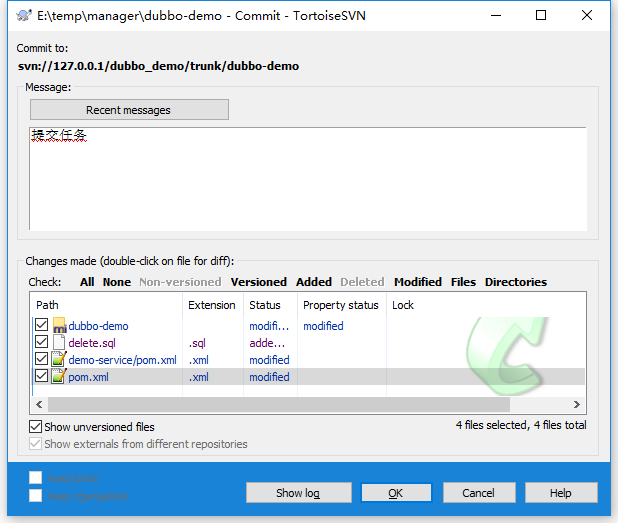 E:\temp\manager\dubbo-demo - Commit - TortoiseSVN
Commit to:
svn://127.0.0.1/dubbo_demo/trunk/dubbo-demo
Message:
Recent messages
提交任务
Changes made (double-click on file for diff):
Check: All None Non-versioned Versioned Added Deleted Modified Files Directories
Path Extension Status Property status Lock
dubbo-demo modifi... modified
delete.sql .sql adde...
demo-service/pom.xml .xml modified
pom.xml .xml modified
Show unversioned files 4 files selected, 4 files total
Show externals from different repositories
Show log OK Cancel Help